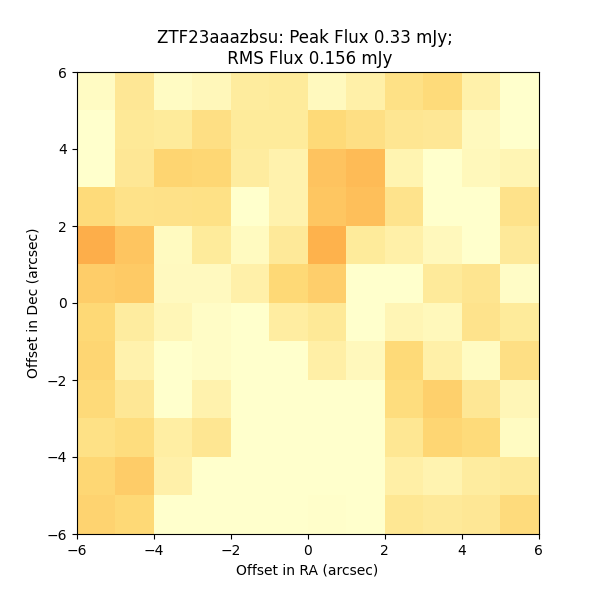 ZTF23aaazbsu: Peak Flux 0.33 mJy;
RMS Flux 0.156 mJy
6
4
2
0
−2
−4
−6
Offset in Dec (arcsec)
−6 −4 −2 0 2 4 6
Offset in RA (arcsec)